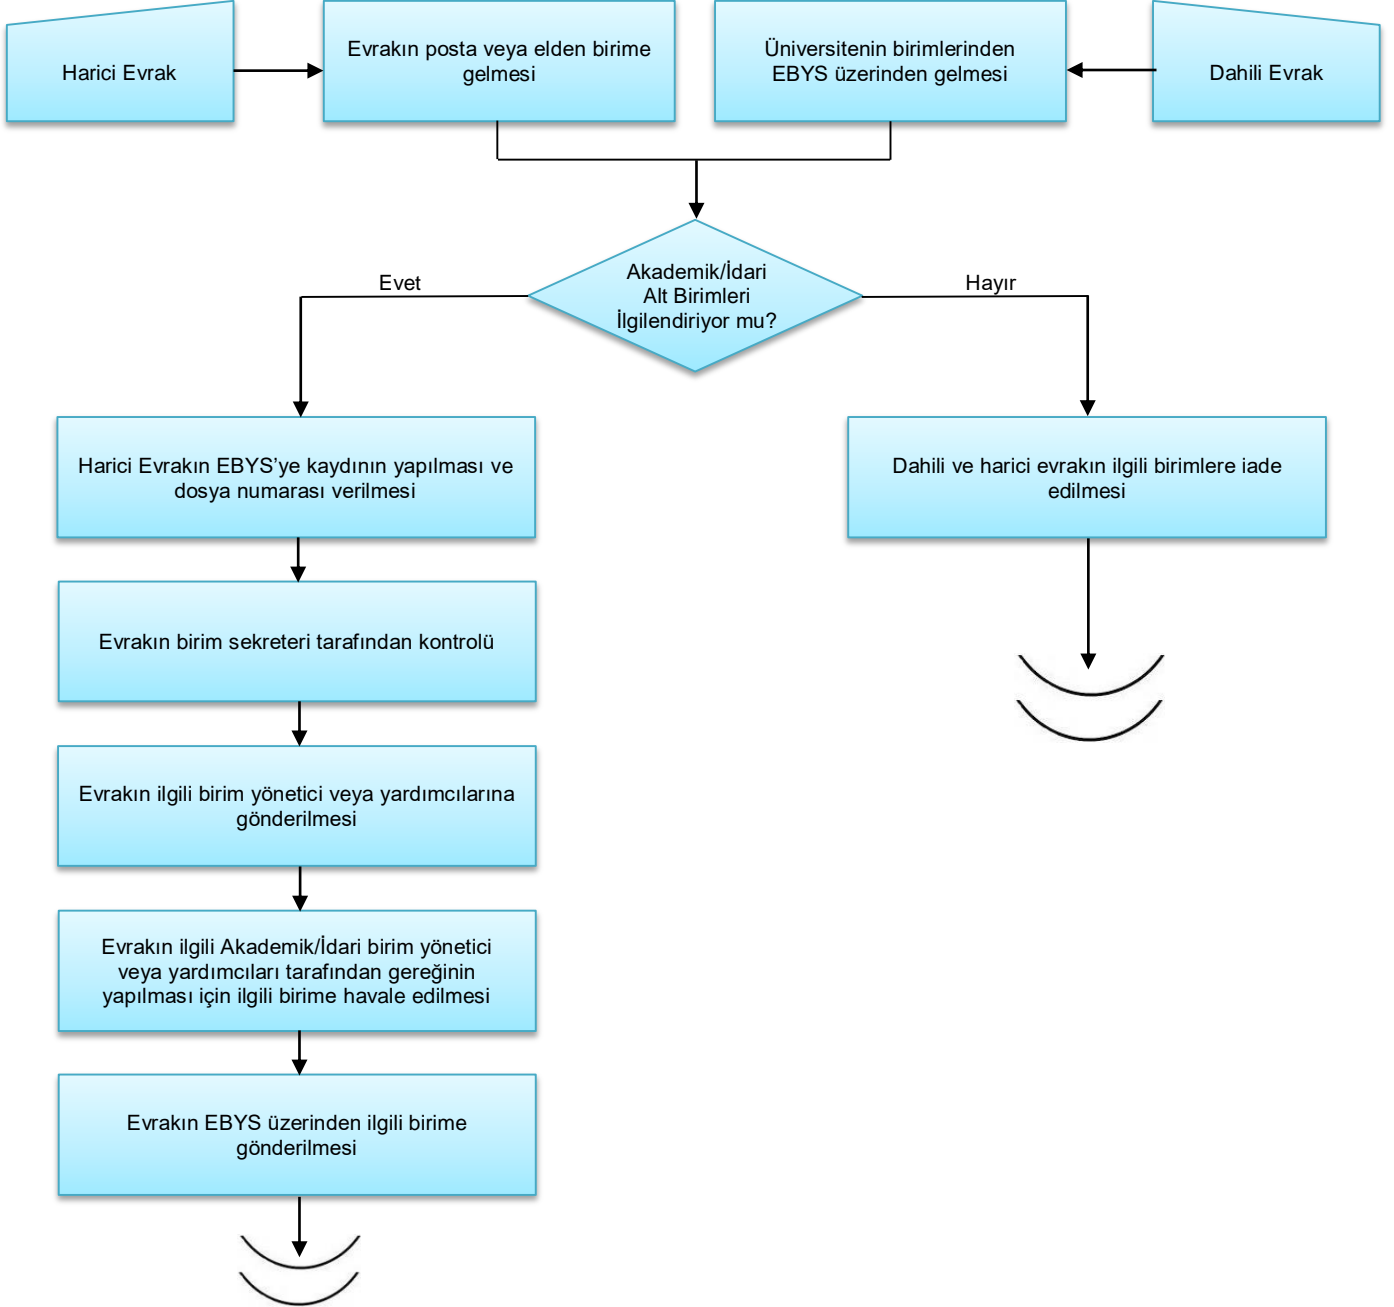 Harici Evrak
Evrakın posta veya elden birime
gelmesi
Üniversitenin birimlerinden
EBYS üzerinden gelmesi
Dahili Evrak
Akademik/İdari
Alt Birimleri
İlgilendiriyor mu?
Evet
Hayır
Harici Evrakın EBYS’ye kaydının yapılması ve
dosya numarası verilmesi
Dahili ve harici evrakın ilgili birimlere iade
edilmesi
Evrakın birim sekreteri tarafından kontrolü
Evrakın ilgili birim yönetici veya yardımcılarına
gönderilmesi
Evrakın ilgili Akademik/İdari birim yönetici
veya yardımcıları tarafından gereğinin
yapılması için ilgili birime havale edilmesi
Evrakın EBYS üzerinden ilgili birime
gönderilmesi